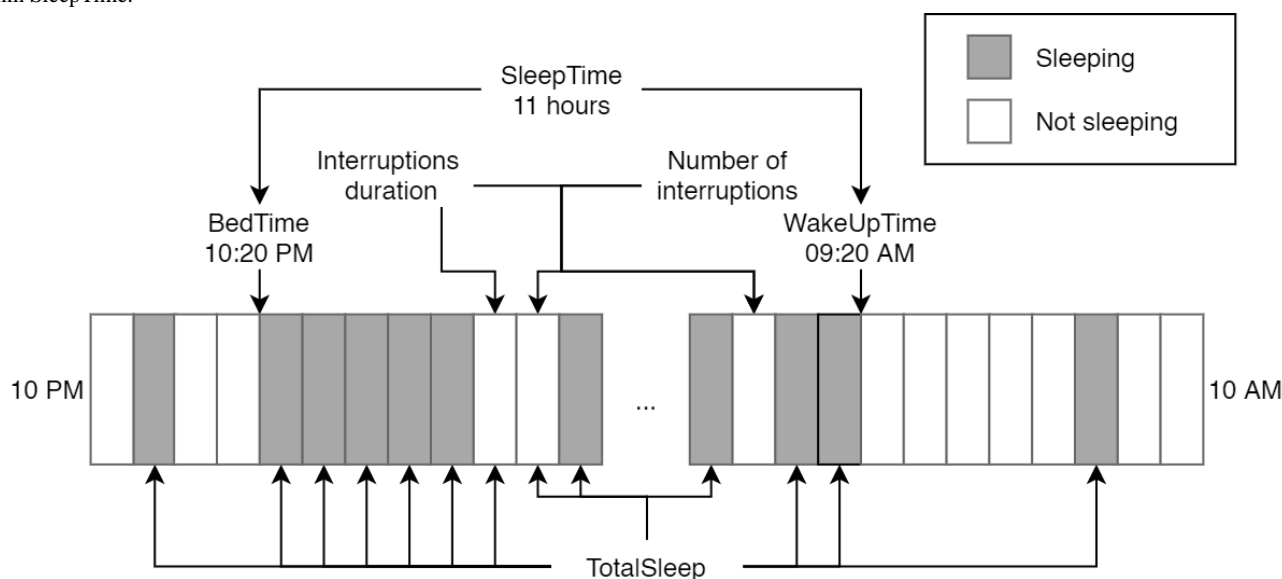 SleepTime.
Sleeping
Not sleeping
SleepTime
11 hours
Interruptions
duration
Number of
interruptions
BedTime
10:20 PM
WakeUpTime
09:20 AM
10 PM
...
10 AM
TotalSleep